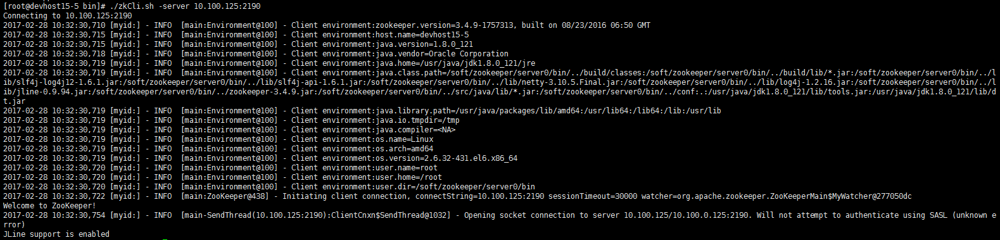 [root@devhost15-5 bin]# ./zkCli.sh -server 10.100.125:2190
Connecting to 10.100.125:2190
2017-02-28 10:32:30,710 [myid:] - INFO  [main:Environment@100] - Client environment:zookeeper.version=3.4.9-1757313, built on 08/23/2016 06:50 GMT
2017-02-28 10:32:30,715 [myid:] - INFO  [main:Environment@100] - Client environment:host.name=devhost15-5
2017-02-28 10:32:30,715 [myid:] - INFO  [main:Environment@100] - Client environment:java.version=1.8.0_121
2017-02-28 10:32:30,718 [myid:] - INFO  [main:Environment@100] - Client environment:java.vendor=Oracle Corporation
2017-02-28 10:32:30,719 [myid:] - INFO  [main:Environment@100] - Client environment:java.home=/usr/java/jdk1.8.0_121/jre
2017-02-28 10:32:30,719 [myid:] - INFO  [main:Environment@100] - Client environment:java.class.path=/soft/zookeeper/server0/bin/../build/classes:/soft/zookeeper/server0/bin/../build/lib/*.jar:/soft/zookeeper/server0/bin/../l
ib/slf4j-log4j12-1.6.1.jar:/soft/zookeeper/server0/bin/../lib/slf4j-api-1.6.1.jar:/soft/zookeeper/server0/bin/../lib/netty-3.10.5.Final.jar:/soft/zookeeper/server0/bin/../lib/log4j-1.2.16.jar:/soft/zookeeper/server0/bin/../l
ib/jline-0.9.94.jar:/soft/zookeeper/server0/bin/../zookeeper-3.4.9.jar:/soft/zookeeper/server0/bin/../src/java/lib/*.jar:/soft/zookeeper/server0/bin/../conf:.:/usr/java/jdk1.8.0_121/lib/tools.jar:/usr/java/jdk1.8.0_121/lib/d
t.jar
2017-02-28 10:32:30,719 [myid:] - INFO  [main:Environment@100] - Client environment:java.library.path=/usr/java/packages/lib/amd64:/usr/lib64:/lib64:/lib:/usr/lib
2017-02-28 10:32:30,719 [myid:] - INFO  [main:Environment@100] - Client environment:java.io.tmpdir=/tmp
2017-02-28 10:32:30,719 [myid:] - INFO  [main:Environment@100] - Client environment:java.compiler=<NA>
2017-02-28 10:32:30,719 [myid:] - INFO  [main:Environment@100] - Client environment:os.name=Linux
2017-02-28 10:32:30,719 [myid:] - INFO  [main:Environment@100] - Client environment:os.arch=amd64
2017-02-28 10:32:30,719 [myid:] - INFO  [main:Environment@100] - Client environment:os.version=2.6.32-431.el6.x86_64
2017-02-28 10:32:30,720 [myid:] - INFO  [main:Environment@100] - Client environment:user.name=root
2017-02-28 10:32:30,720 [myid:] - INFO  [main:Environment@100] - Client environment:user.home=/root
2017-02-28 10:32:30,720 [myid:] - INFO  [main:Environment@100] - Client environment:user.dir=/soft/zookeeper/server0/bin
2017-02-28 10:32:30,722 [myid:] - INFO  [main:ZooKeeper@438] - Initiating client connection, connectString=10.100.125:2190 sessionTimeout=30000 watcher=org.apache.zookeeper.ZooKeeperMain$MyWatcher@277050dc
Welcome to ZooKeeper!
2017-02-28 10:32:30,754 [myid:] - INFO  [main-SendThread(10.100.125:2190):ClientCnxn$SendThread@1032] - Opening socket connection to server 10.100.125/10.100.0.125:2190. Will not attempt to authenticate using SASL (unknown e
rror)
JLine support is enabled